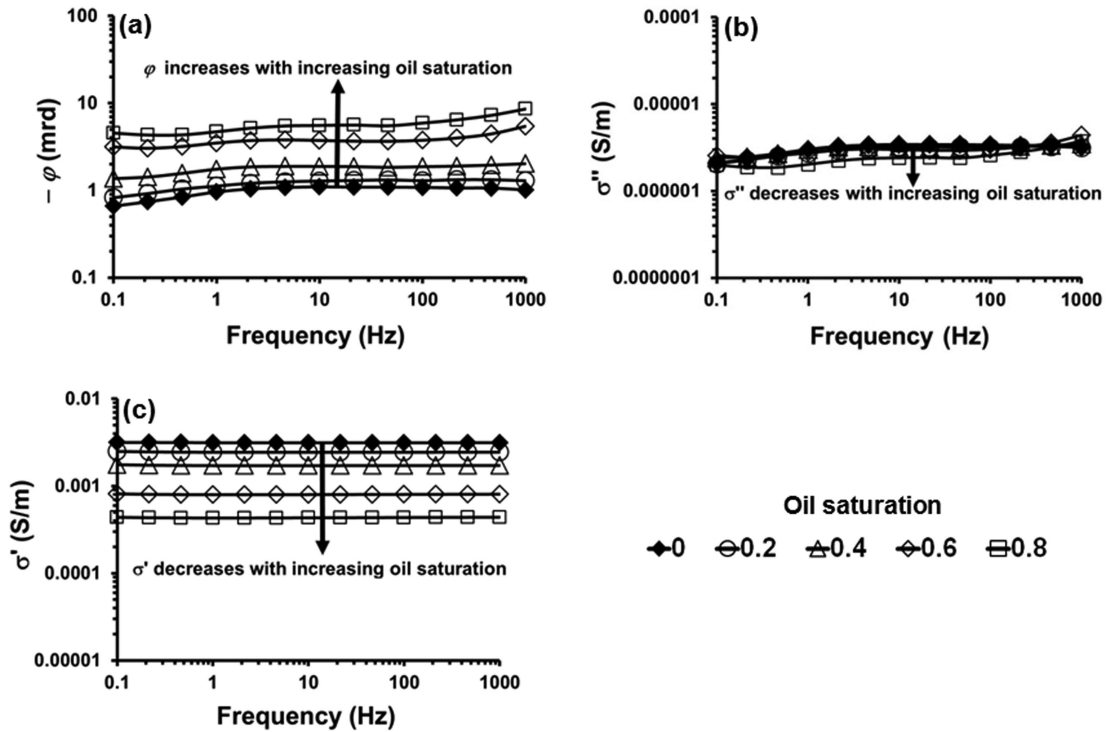 (a)
100
10
1
0.1
− φ (mrd)
φ increases with increasing oil saturation
0.1 1 10 100 1000
Frequency (Hz)
(b)
0.0001
0.00001
0.000001
0.0000001
σ'' (S/m)
σ'' decreases with increasing oil saturation
0.1 1 10 100 1000
Frequency (Hz)
(c)
0.01
0.001
0.0001
0.00001
σ' (S/m)
σ' decreases with increasing oil saturation
0.1 1 10 100 1000
Frequency (Hz)
Oil saturation
0 0.2 0.4 0.6 0.8